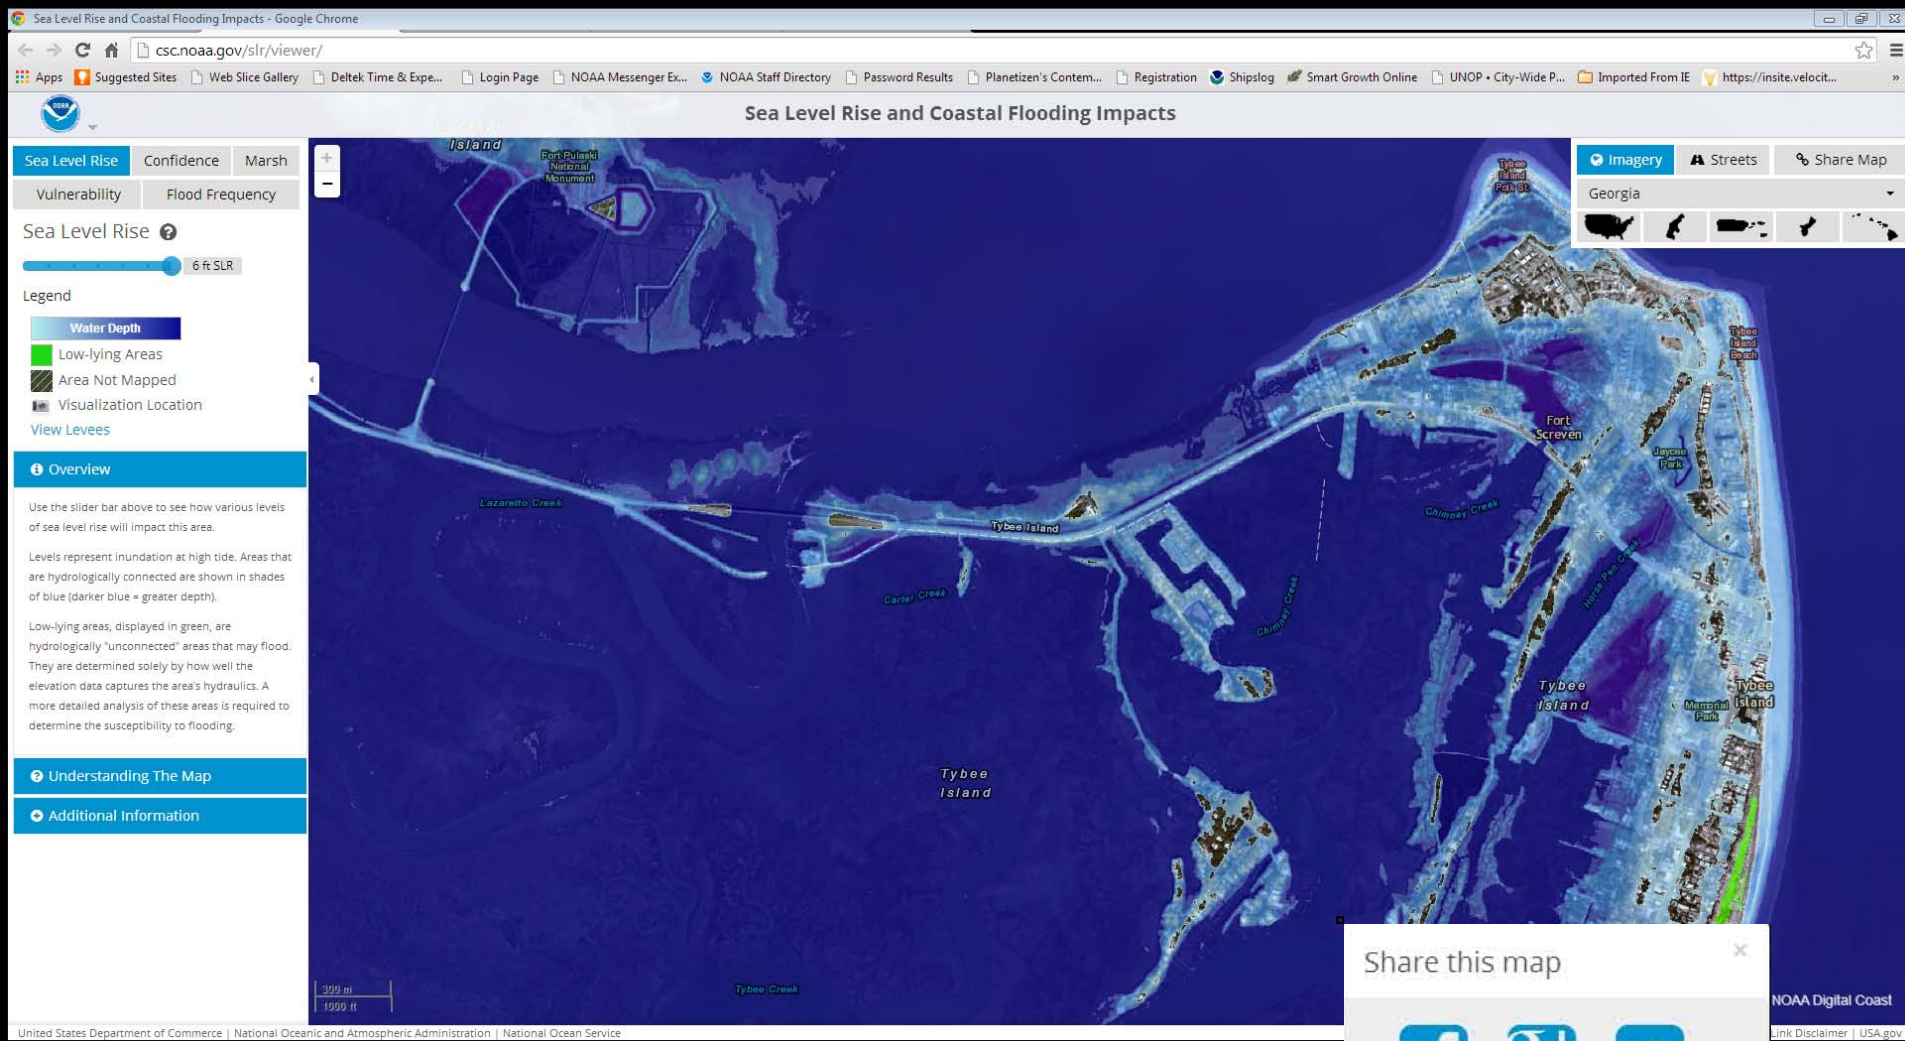 Sea Level Rise and Coastal Flooding Impacts - Google Chrome
csc.noaa.gov/slr/viewer/
Apps Suggested Sites Web Slice Gallery Deltek Time & Expe... Login Page NOAA Messenger Ex... NOAA Staff Directory Password Results Planetizen's Contem... Registration Shipslog Smart Growth Online UNOP • City-Wide P... Imported From IE https://insite.velocit... »
NOAA
Sea Level Rise and Coastal Flooding Impacts
Sea Level Rise Confidence Marsh
Vulnerability Flood Frequency
Sea Level Rise ?
6 ft SLR
Legend
Water Depth
Low-lying Areas
Area Not Mapped
Visualization Location
View Levees
Overview
Use the slider bar above to see how various levels
of sea level rise will impact this area.
Levels represent inundation at high tide. Areas that
are hydrologically connected are shown in shades
of blue (darker blue = greater depth).
Low-lying areas, displayed in green, are
hydrologically "unconnected" areas that may flood.
They are determined solely by how well the
elevation data captures the area's hydraulics. A
more detailed analysis of these areas is required to
determine the susceptibility to flooding.
Understanding The Map
Additional Information
+
−
Imagery Streets Share Map
Georgia
Island
Fort Pulaski
National
Monument
Tybee
Island
Tybee
Island
Beach
Fort
Screven
Jaycee
Park
Lazaretto Creek
Tybee Island
Chimney Creek
Carter Creek
Chimney Creek
Horse Pen Creek
Tybee
Island
Memorial
Park
Tybee
Island
Tybee
Island
Tybee Creek
300 m
1000 ft
Share this map
×
NOAA Digital Coast
United States Department of Commerce | National Oceanic and Atmospheric Administration | National Ocean Service
Link Disclaimer | USA.gov